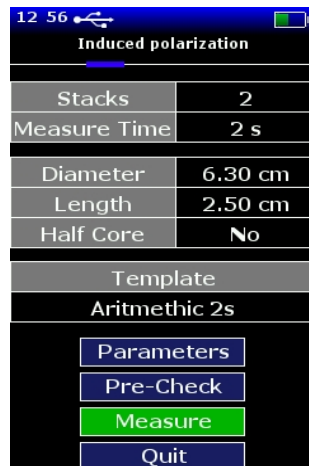 12 56
Induced polarization
Stacks 2
Measure Time 2 s
Diameter 6.30 cm
Length 2.50 cm
Half Core No
Template
Aritmethic 2s
Parameters
Pre-Check
Measure
Quit